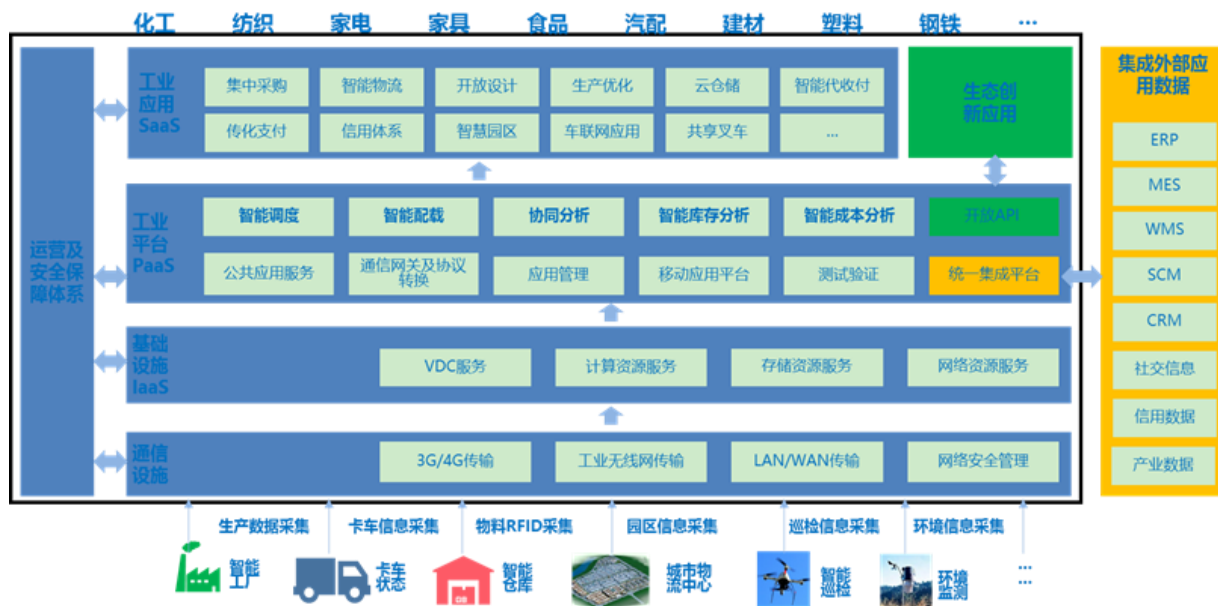 化工 纺织 家电 家具 食品 汽配 建材 塑料 钢铁 …
运营及
安全保
障体系
工业
应用
SaaS
集中采购 智能物流 开放设计 生产优化 云仓储 智能代收付
传化支付 信用体系 智慧园区 车联网应用 共享叉车 …
生态创
新应用
工业
平台
PaaS
智能调度 智能配载 协同分析 智能库存分析 智能成本分析 开放API
公共应用服务 通信网关及协议
转换 应用管理 移动应用平台 测试验证 统一集成平台
基础
设施
IaaS
VDC服务 计算资源服务 存储资源服务 网络资源服务
通信
设施
3G/4G传输 工业无线网传输 LAN/WAN传输 网络安全管理
集成外部应
用数据
ERP
MES
WMS
SCM
CRM
社交信息
信用数据
产业数据
生产数据采集 卡车信息采集 物料RFID采集 园区信息采集 巡检信息采集 环境信息采集
智能
工厂
卡车
状态
智能
仓库
城市物
流中心
智能
巡检
环境
监测
…
…